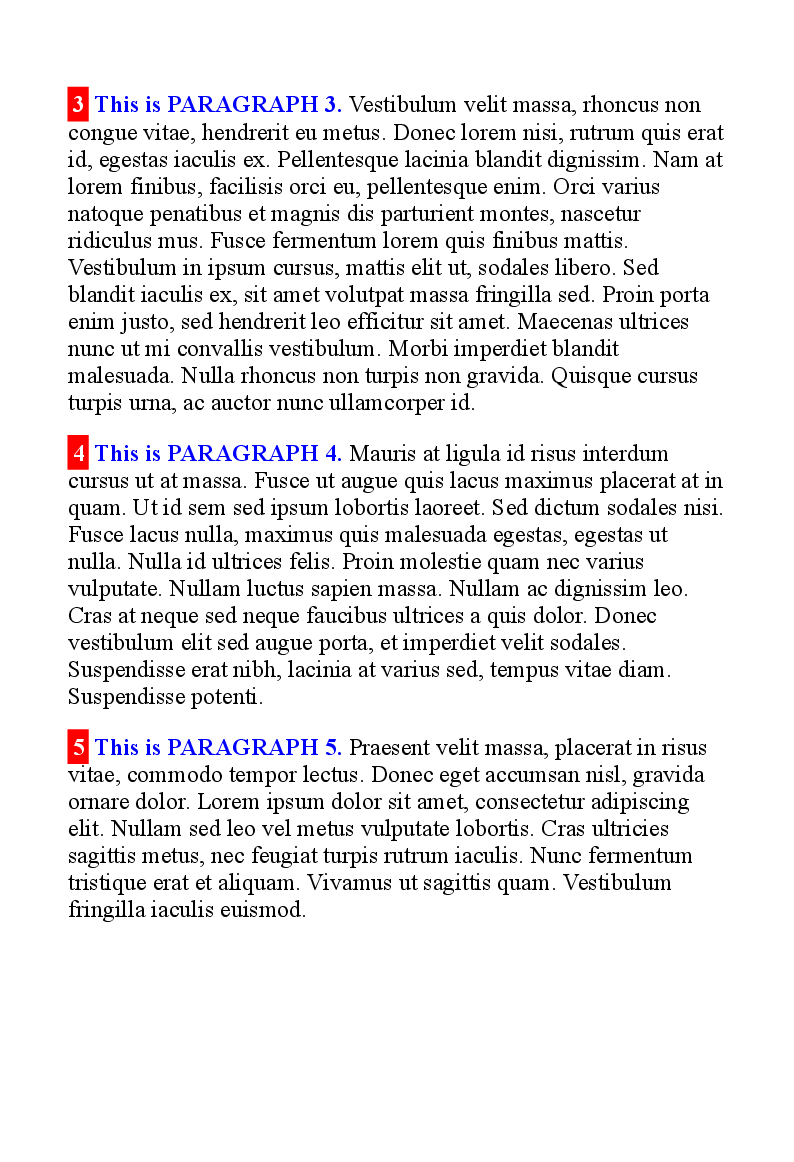 3 This is PARAGRAPH 3. Vestibulum velit massa, rhoncus non
congue vitae, hendrerit eu metus. Donec lorem nisi, rutrum quis erat
id, egestas iaculis ex. Pellentesque lacinia blandit dignissim. Nam at
lorem finibus, facilisis orci eu, pellentesque enim. Orci varius
natoque penatibus et magnis dis parturient montes, nascetur
ridiculus mus. Fusce fermentum lorem quis finibus mattis.
Vestibulum in ipsum cursus, mattis elit ut, sodales libero. Sed
blandit iaculis ex, sit amet volutpat massa fringilla sed. Proin porta
enim justo, sed hendrerit leo efficitur sit amet. Maecenas ultrices
nunc ut mi convallis vestibulum. Morbi imperdiet blandit
malesuada. Nulla rhoncus non turpis non gravida. Quisque cursus
turpis urna, ac auctor nunc ullamcorper id.
4 This is PARAGRAPH 4. Mauris at ligula id risus interdum
cursus ut at massa. Fusce ut augue quis lacus maximus placerat at in
quam. Ut id sem sed ipsum lobortis laoreet. Sed dictum sodales nisi.
Fusce lacus nulla, maximus quis malesuada egestas, egestas ut
nulla. Nulla id ultrices felis. Proin molestie quam nec varius
vulputate. Nullam luctus sapien massa. Nullam ac dignissim leo.
Cras at neque sed neque faucibus ultrices a quis dolor. Donec
vestibulum elit sed augue porta, et imperdiet velit sodales.
Suspendisse erat nibh, lacinia at varius sed, tempus vitae diam.
Suspendisse potenti.
5 This is PARAGRAPH 5. Praesent velit massa, placerat in risus
vitae, commodo tempor lectus. Donec eget accumsan nisl, gravida
ornare dolor. Lorem ipsum dolor sit amet, consectetur adipiscing
elit. Nullam sed leo vel metus vulputate lobortis. Cras ultricies
sagittis metus, nec feugiat turpis rutrum iaculis. Nunc fermentum
tristique erat et aliquam. Vivamus ut sagittis quam. Vestibulum
fringilla iaculis euismod.